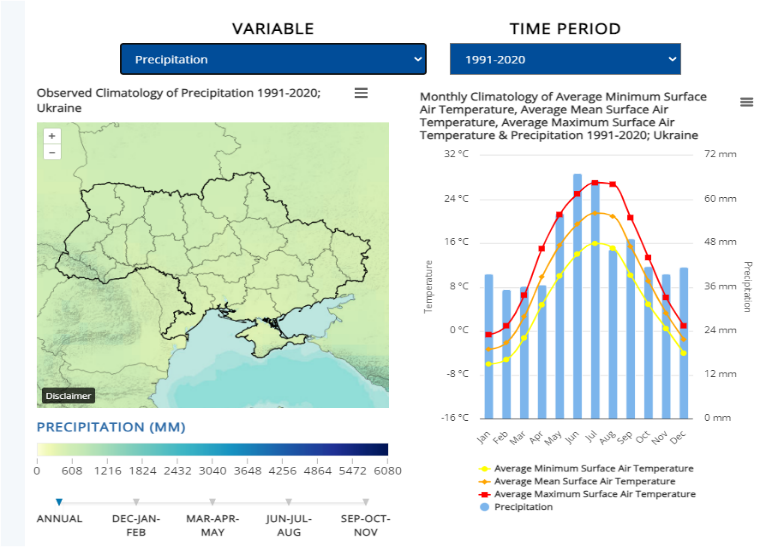 VARIABLE
TIME PERIOD
Precipitation
1991-2020
Observed Climatology of Precipitation 1991-2020;
Ukraine
+
−
Disclaimer
PRECIPITATION (MM)
0 608 1216 1824 2432 3040 3648 4256 4864 5472 6080
ANNUAL
DEC-JAN-
FEB
MAR-APR-
MAY
JUN-JUL-
AUG
SEP-OCT-
NOV
Monthly Climatology of Average Minimum Surface
Air Temperature, Average Mean Surface Air
Temperature, Average Maximum Surface Air
Temperature & Precipitation 1991-2020; Ukraine
32 °C
24 °C
16 °C
8 °C
0 °C
-8 °C
-16 °C
Temperature
72 mm
60 mm
48 mm
36 mm
24 mm
12 mm
0 mm
Precipitation
Jan Feb Mar Apr May Jun Jul Aug Sep Oct Nov Dec
Average Minimum Surface Air Temperature
Average Mean Surface Air Temperature
Average Maximum Surface Air Temperature
Precipitation